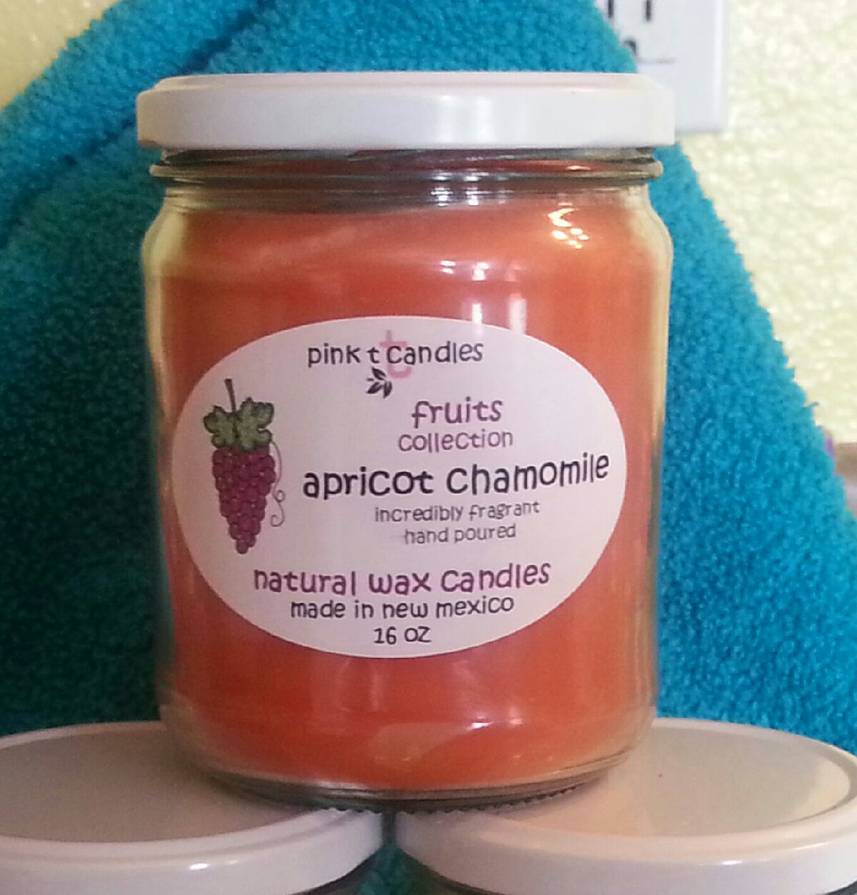 pink t candles
fruits
collection
apricot chamomile
incredibly fragrant
hand poured
natural wax candles
made in new mexico
16 oz